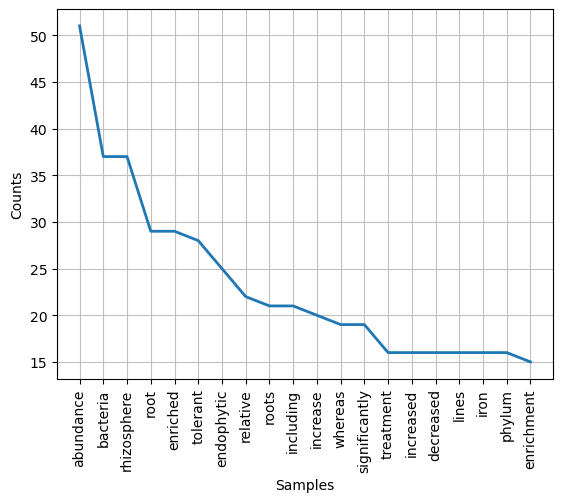 50
45
40
35
30
25
20
15
Counts
abundance
bacteria
rhizosphere
root
enriched
tolerant
endophytic
relative
roots
including
increase
whereas
significantly
treatment
increased
decreased
lines
iron
phylum
enrichment
Samples